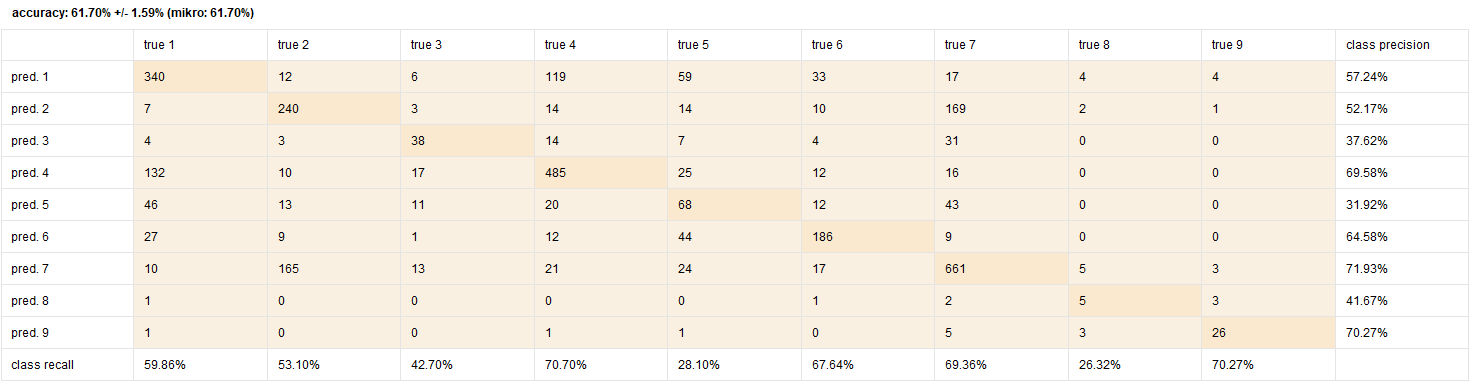 accuracy: 61.70% +/- 1.59% (mikro: 61.70%)
true 1 true 2 true 3 true 4 true 5 true 6 true 7 true 8 true 9 class precision
pred. 1 340 12 6 119 59 33 17 4 4 57.24%
pred. 2 7 240 3 14 14 10 169 2 1 52.17%
pred. 3 4 3 38 14 7 4 31 0 0 37.62%
pred. 4 132 10 17 485 25 12 16 0 0 69.58%
pred. 5 46 13 11 20 68 12 43 0 0 31.92%
pred. 6 27 9 1 12 44 186 9 0 0 64.58%
pred. 7 10 165 13 21 24 17 661 5 3 71.93%
pred. 8 1 0 0 0 0 1 2 5 3 41.67%
pred. 9 1 0 0 1 1 0 5 3 26 70.27%
class recall 59.86% 53.10% 42.70% 70.70% 28.10% 67.64% 69.36% 26.32% 70.27%